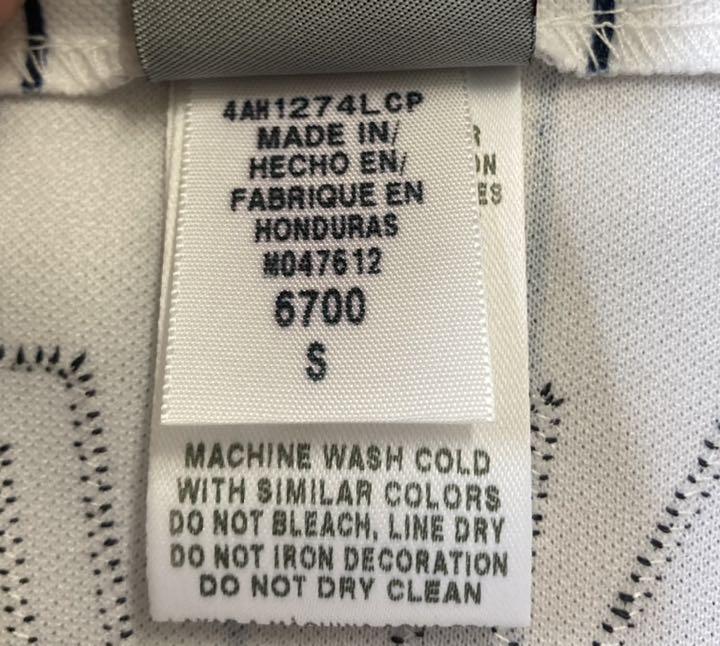 4AH1274LCP
MADE IN/
HECHO EN/
FABRIQUE EN
HONDURAS
M047612
6700
S
MACHINE WASH COLD
WITH SIMILAR COLORS
DO NOT BLEACH, LINE DRY
DO NOT IRON DECORATION
DO NOT DRY CLEAN